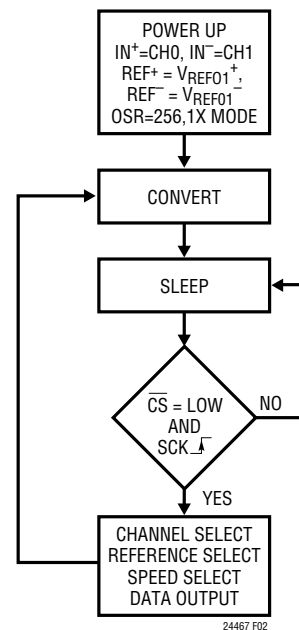 POWER UP
IN⁺=CH0, IN⁻=CH1
REF⁺ = V_REF01⁺,
REF⁻ = V_REF01⁻
OSR=256,1X MODE
CONVERT
SLEEP
C̅S̅ = LOW
AND
SCK
NO
YES
CHANNEL SELECT
REFERENCE SELECT
SPEED SELECT
DATA OUTPUT
24467 F02